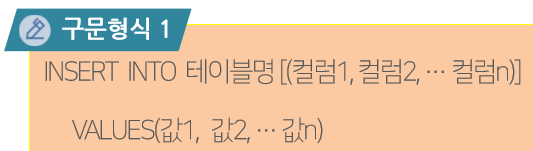 구문형식 1
INSERT INTO 테이블명 [(컬럼1, 컬럼2, … 컬럼n)]
VALUES(값1, 값2, … 값n)